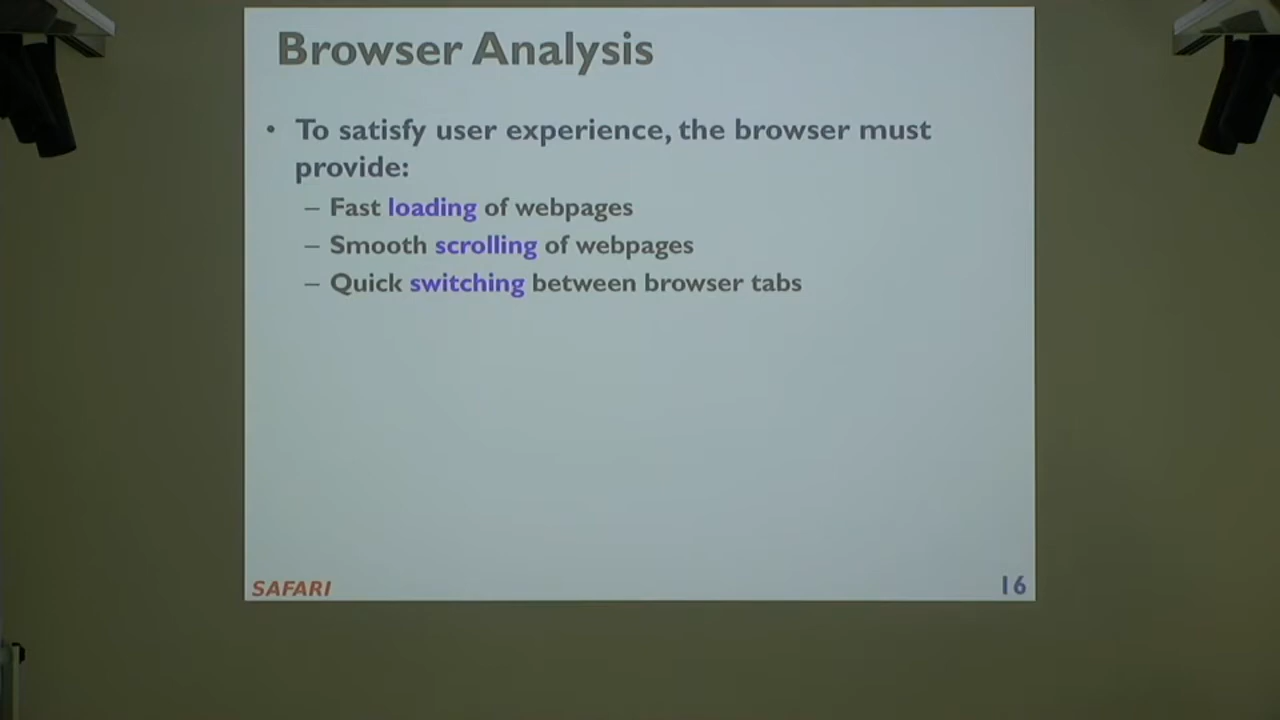 Browser Analysis
• To satisfy user experience, the browser must
provide:
– Fast loading of webpages
– Smooth scrolling of webpages
– Quick switching between browser tabs
SAFARI
16